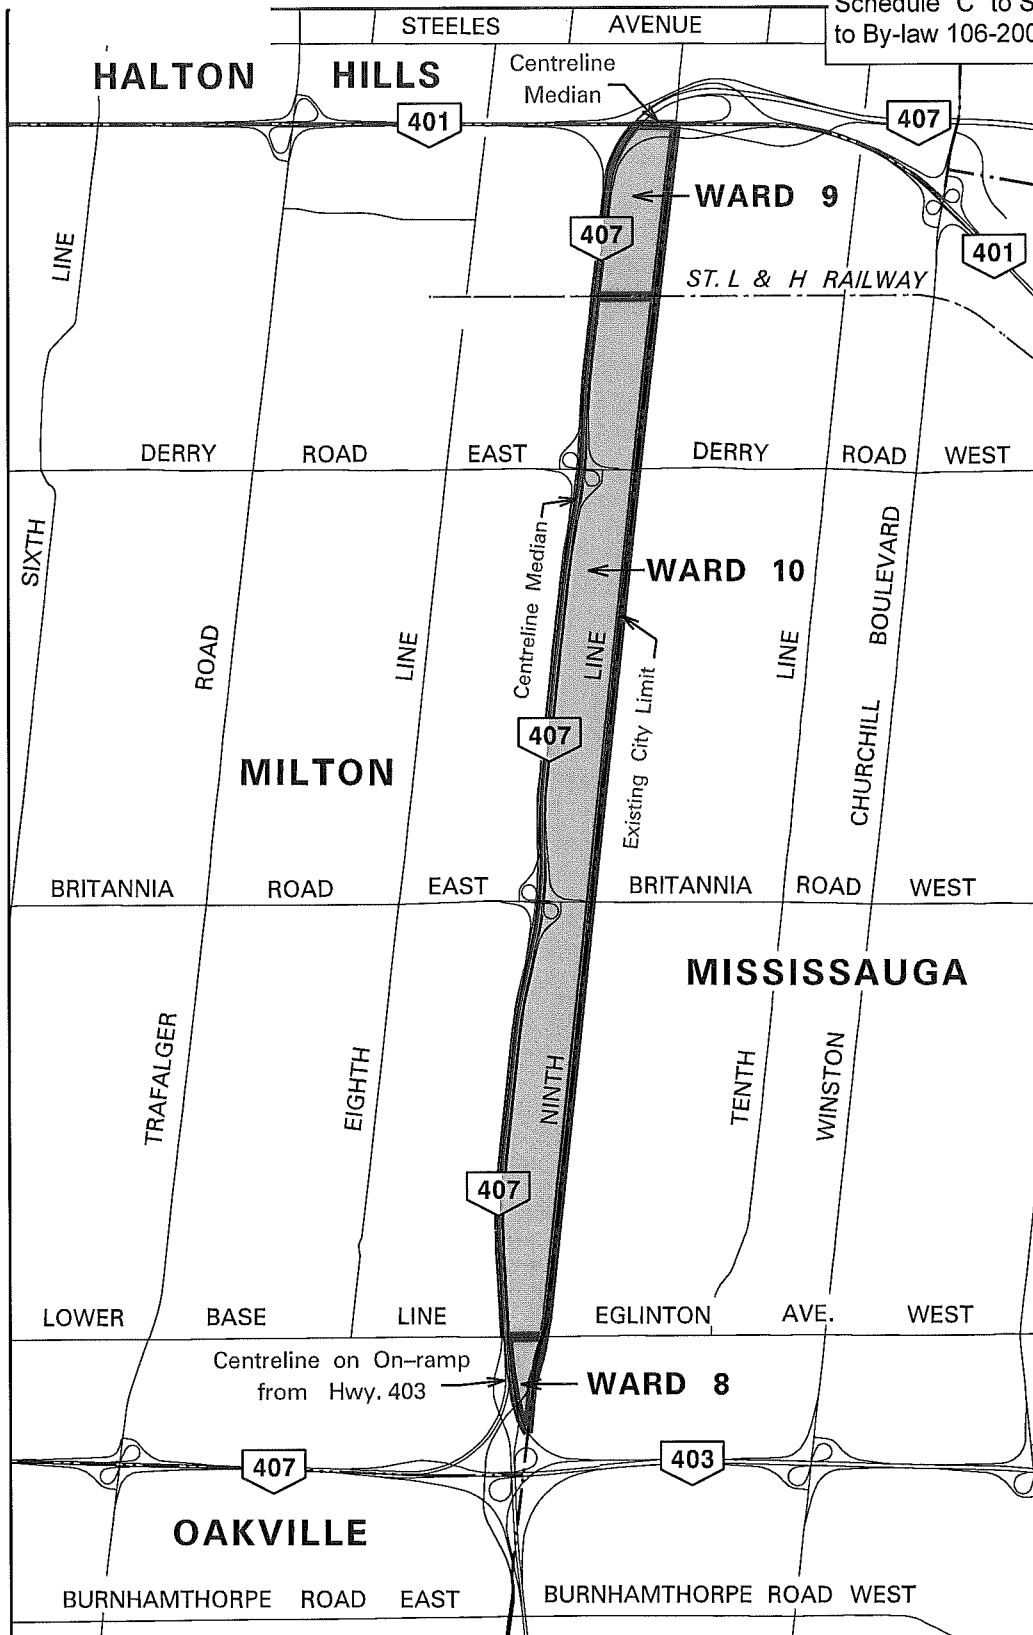 Schedule "C" to S
to By-law 106-200
STEELES AVENUE
HALTON HILLS
Centreline
Median
401
407
WARD 9
407
401
LINE
ST. L & H RAILWAY
DERRY ROAD EAST
DERRY ROAD WEST
SIXTH
Centreline Median
WARD 10
BOULEVARD
ROAD
LINE
LINE
LINE
Existing City Limit
CHURCHILL
407
MILTON
BRITANNIA ROAD EAST
BRITANNIA ROAD WEST
MISSISSAUGA
TRAFALGER
EIGHTH
NINTH
TENTH
WINSTON
407
LOWER BASE LINE
EGLINTON AVE. WEST
Centreline on On-ramp
from Hwy. 403
WARD 8
407
403
OAKVILLE
BURNHAMTHORPE ROAD EAST
BURNHAMTHORPE ROAD WEST